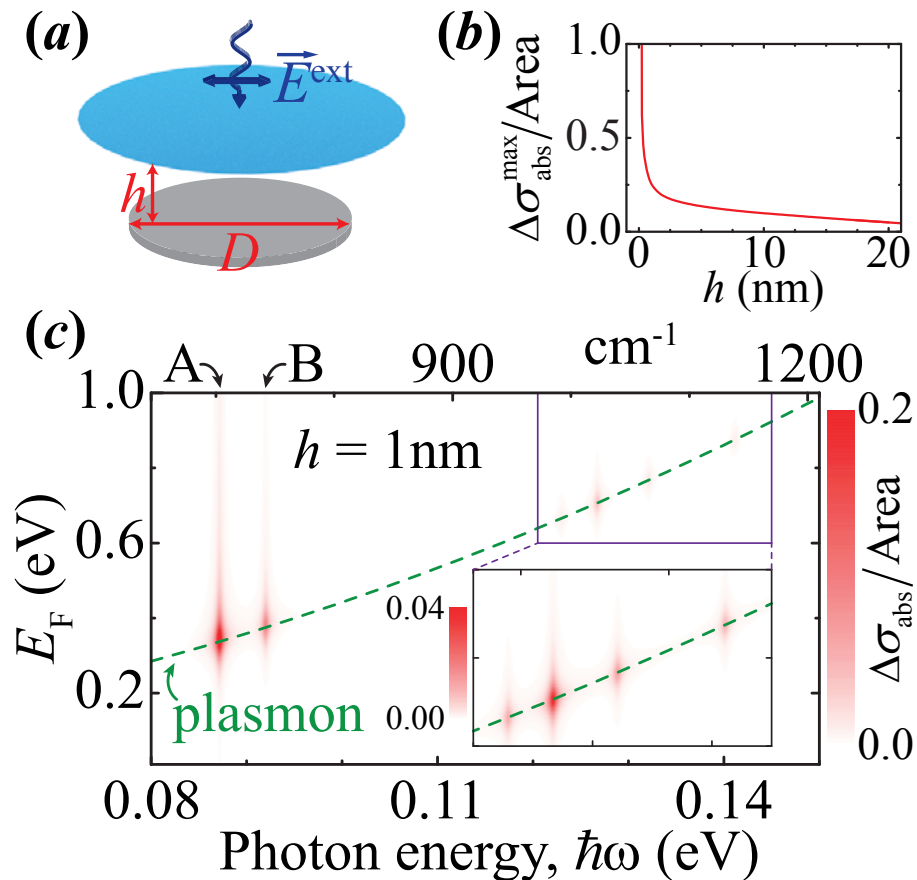 (a)
E^ext
h
D
(b)
Δσ_abs^max/Area
1.0
0.5
0.0
0
10
20
h (nm)
(c)
A
B
900
cm⁻¹
1200
1.0
0.6
0.2
E_F (eV)
h = 1nm
plasmon
0.04
0.00
0.2
0.0
Δσ_abs/Area
0.08
0.11
0.14
Photon energy, ħω (eV)